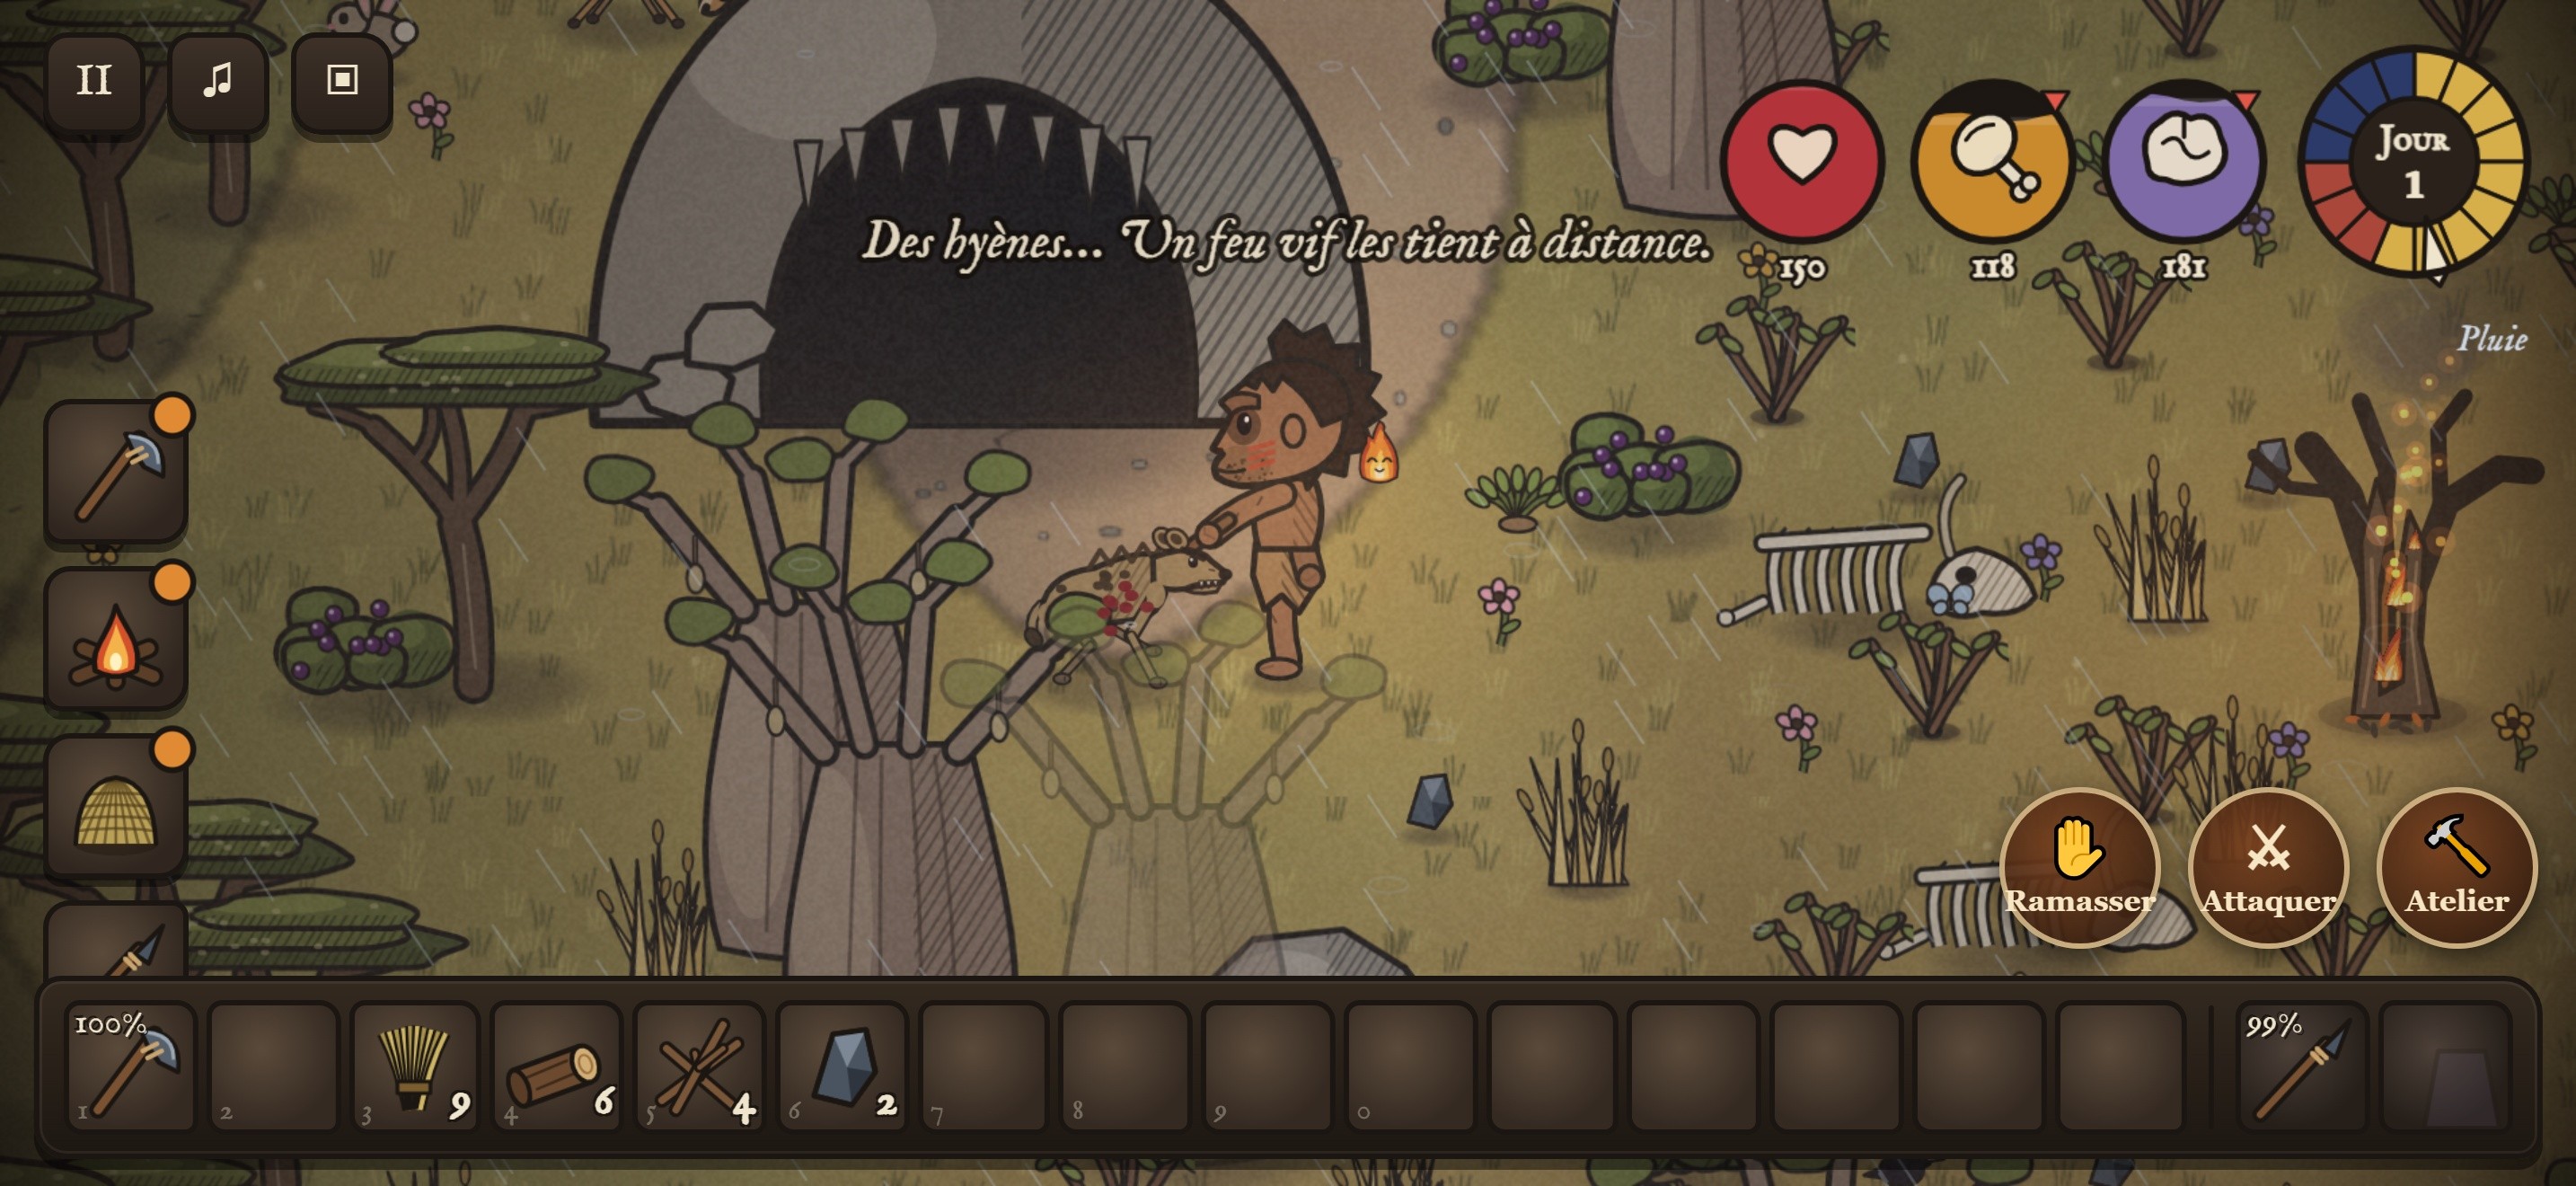 II
Jour
1
Des hyènes... Un feu vif les tient à distance.
150
118
181
Pluie
Ramasser
Attaquer
Atelier
100%
1
2
3
9
4
6
5
4
6
2
7
8
9
0
99%